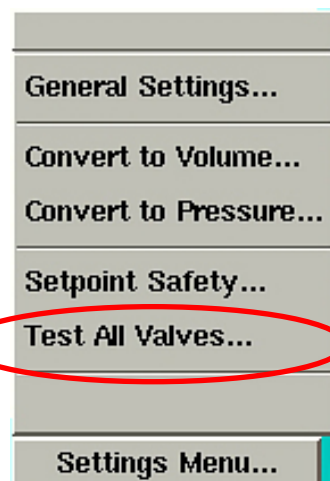 General Settings...
Convert to Volume...
Convert to Pressure...
Setpoint Safety...
Test All Valves...
Settings Menu...